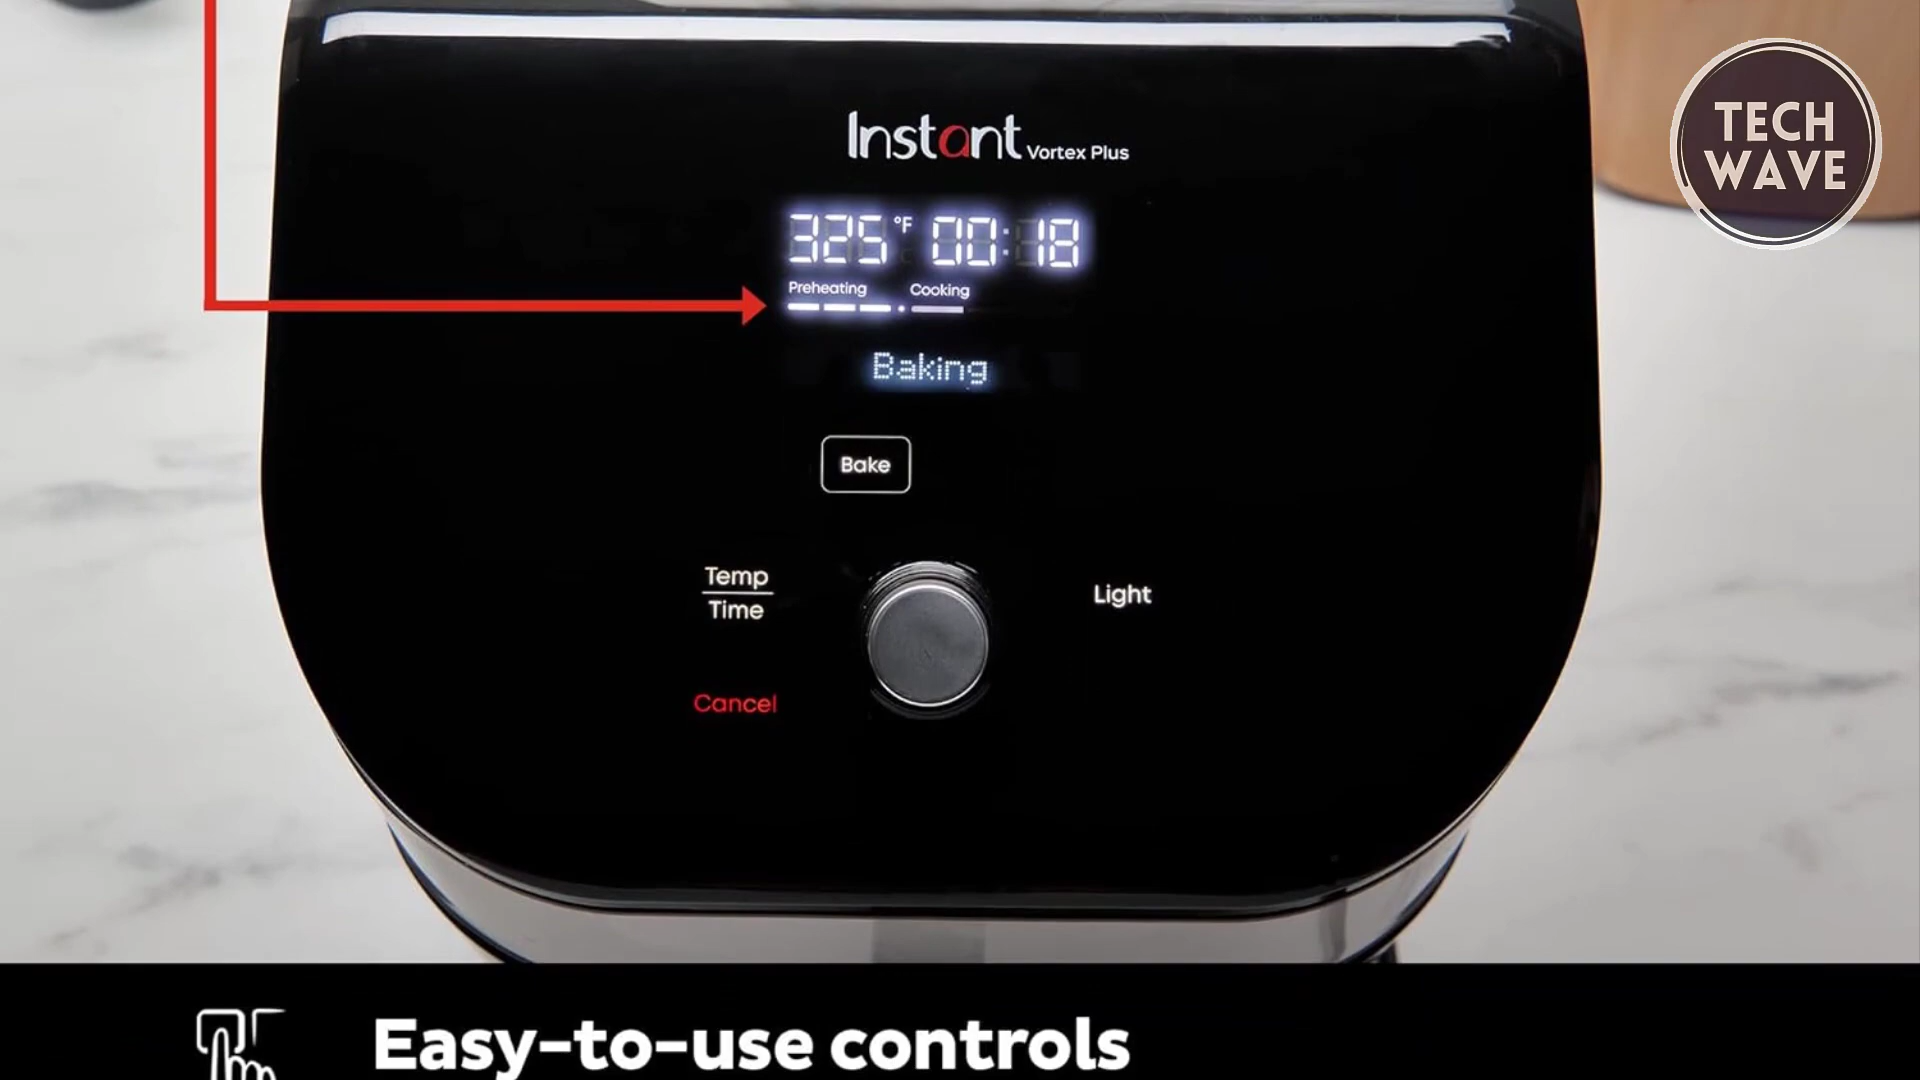 Instant Vortex Plus
TECH
WAVE
325 °F 00:18
Preheating Cooking
Baking
Bake
Temp
Time
Light
Cancel
Easy-to-use controls